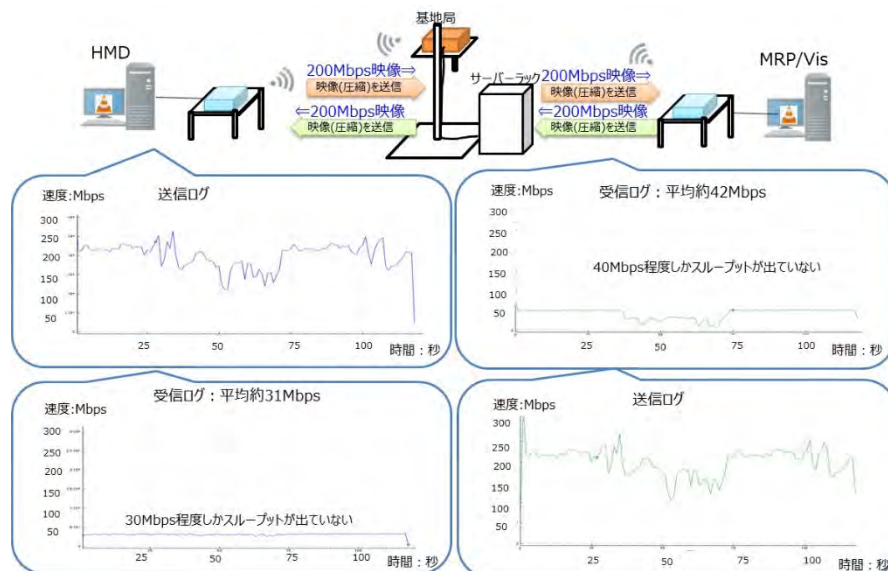 基地局
HMD
MRP/Vis
200Mbps映像⇒
映像(圧縮)を送信
⇐200Mbps映像
映像(圧縮)を送信
サーバーラック
200Mbps映像⇒
映像(圧縮)を送信
⇐200Mbps映像
映像(圧縮)を送信
速度:Mbps
送信ログ
300
250
200
150
100
50
25
50
75
100
時間：秒
受信ログ：平均約42Mbps
速度:Mbps
300
250
200
150
100
50
40Mbps程度しかスループットが出ていない
25
50
75
100
時間：秒
受信ログ：平均約31Mbps
速度:Mbps
300
250
200
150
100
50
30Mbps程度しかスループットが出ていない
25
50
75
100
時間：秒
送信ログ
速度:Mbps
300
250
200
150
100
50
25
50
75
100
時間：秒